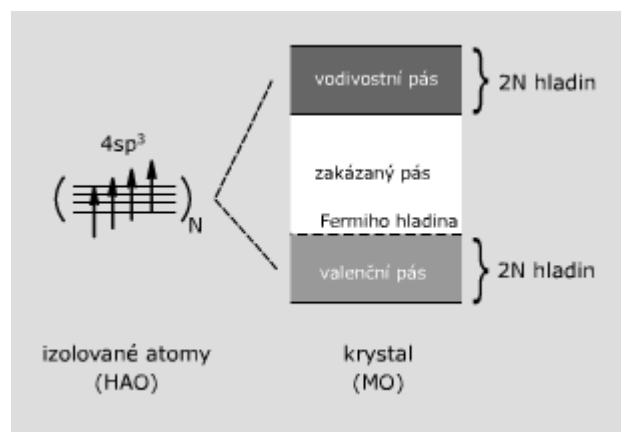 vodivostní pás
2N hladin
4sp³
zakázaný pás
N
Fermiho hladina
valenční pás
2N hladin
izolované atomy
(HAO)
krystal
(MO)